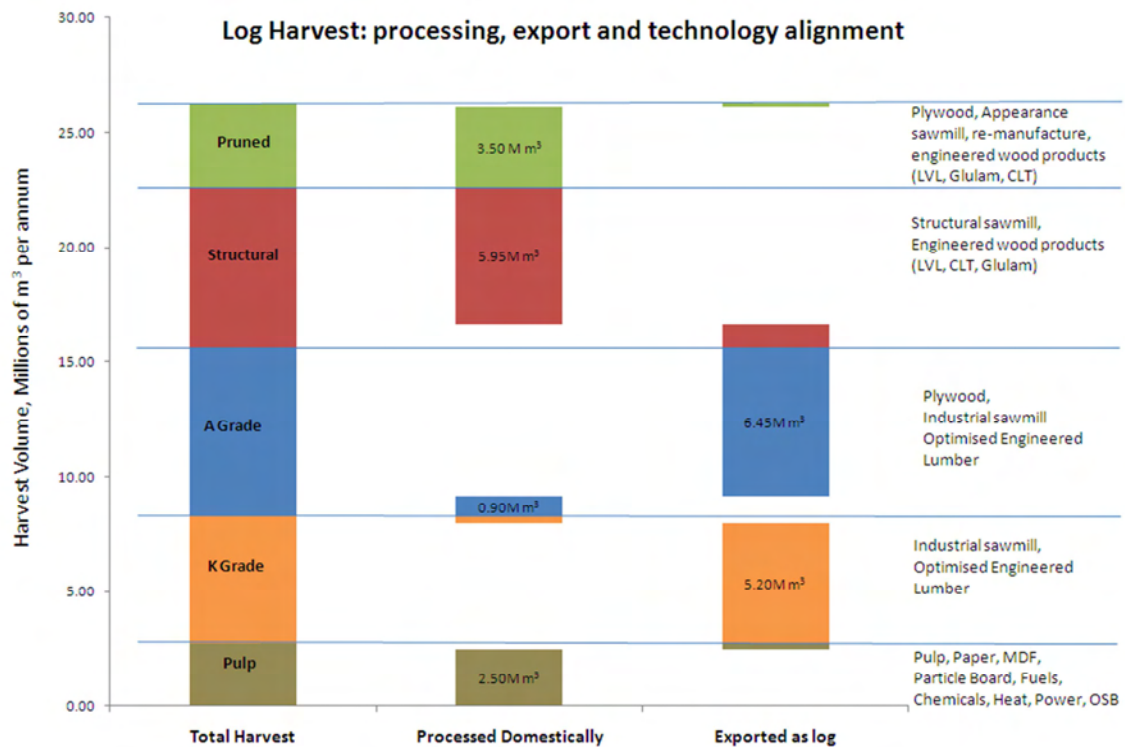 Log Harvest: processing, export and technology alignment
Harvest Volume, Millions of m³ per annum
30.00
25.00
20.00
15.00
10.00
5.00
0.00
Pruned
3.50 M m³
Plywood, Appearance
sawmill, re-manufacture,
engineered wood products
(LVL, Glulam, CLT)
Structural
5.95M m³
Structural sawmill,
Engineered wood products
(LVL, CLT, Glulam)
A Grade
0.90M m³
6.45M m³
Plywood,
Industrial sawmill
Optimised Engineered
Lumber
K Grade
5.20M m³
Industrial sawmill,
Optimised Engineered
Lumber
Pulp
2.50M m³
Pulp, Paper, MDF,
Particle Board, Fuels,
Chemicals, Heat, Power, OSB
Total Harvest
Processed Domestically
Exported as log